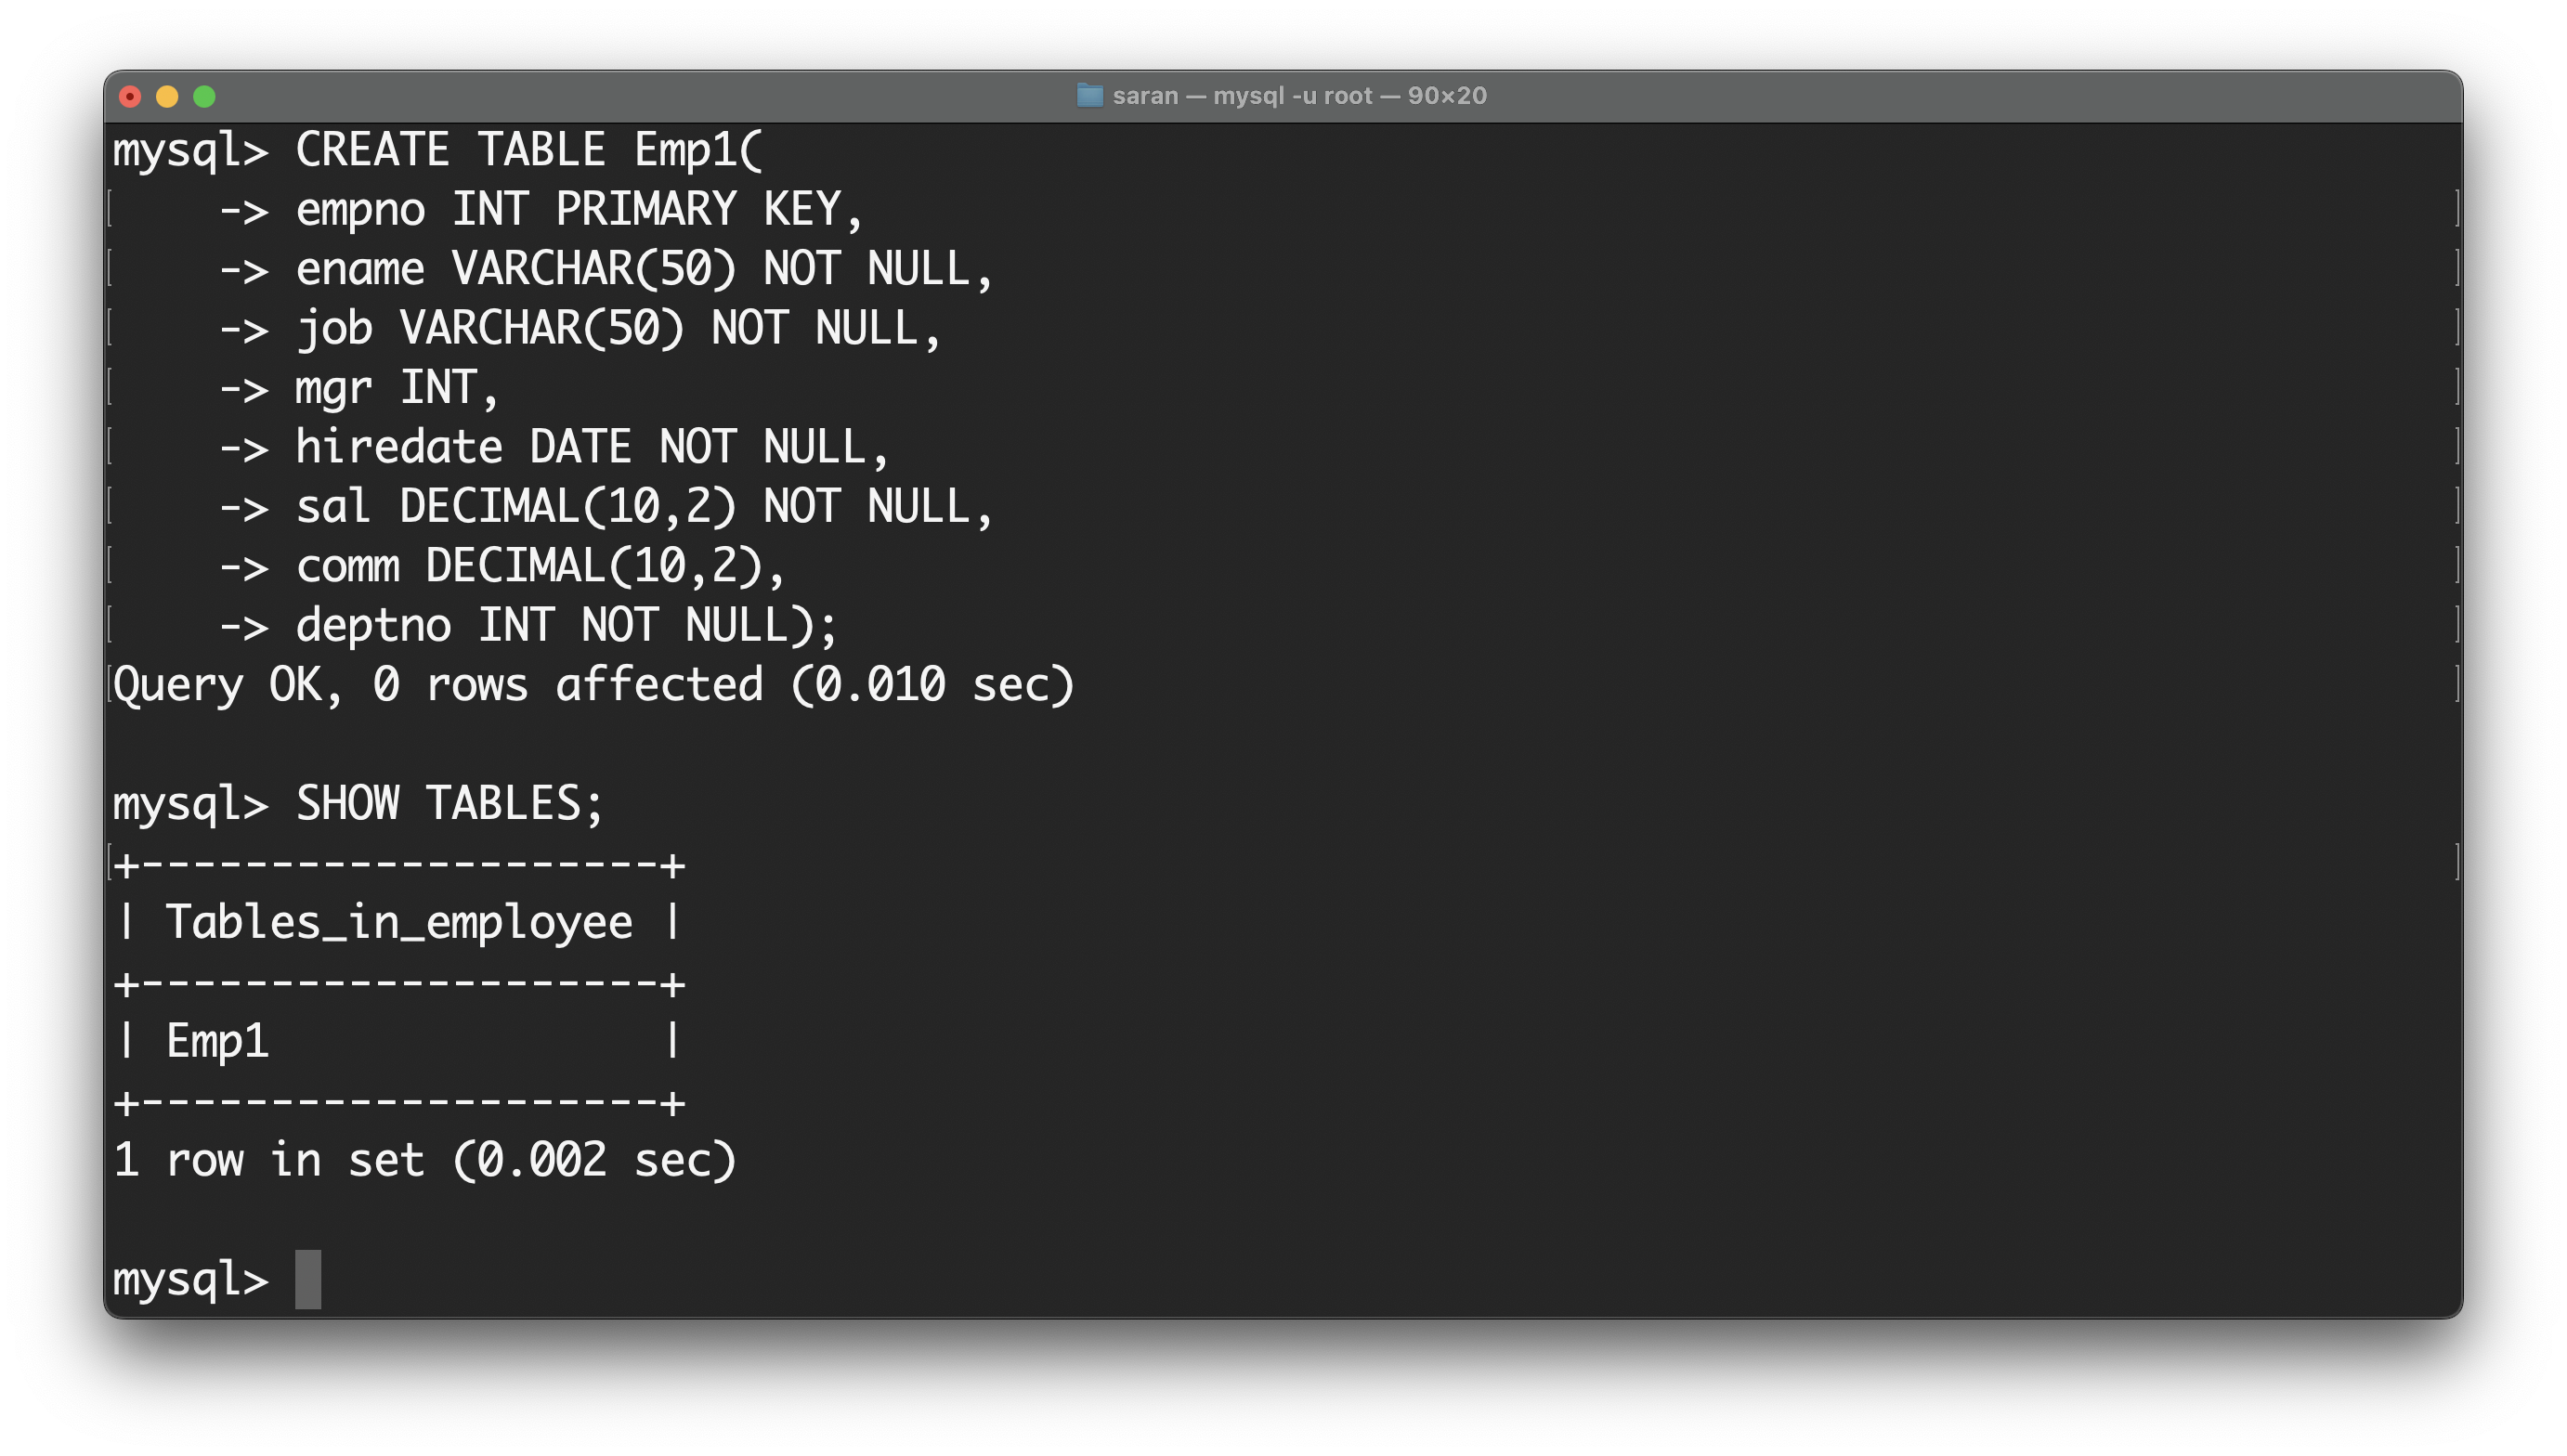 saran — mysql -u root — 90×20
mysql> CREATE TABLE Emp1(
    -> empno INT PRIMARY KEY,
    -> ename VARCHAR(50) NOT NULL,
    -> job VARCHAR(50) NOT NULL,
    -> mgr INT,
    -> hiredate DATE NOT NULL,
    -> sal DECIMAL(10,2) NOT NULL,
    -> comm DECIMAL(10,2),
    -> deptno INT NOT NULL);
Query OK, 0 rows affected (0.010 sec)
mysql> SHOW TABLES;
+--------------------+
| Tables_in_employee |
+--------------------+
| Emp1               |
+--------------------+
1 row in set (0.002 sec)
mysql>